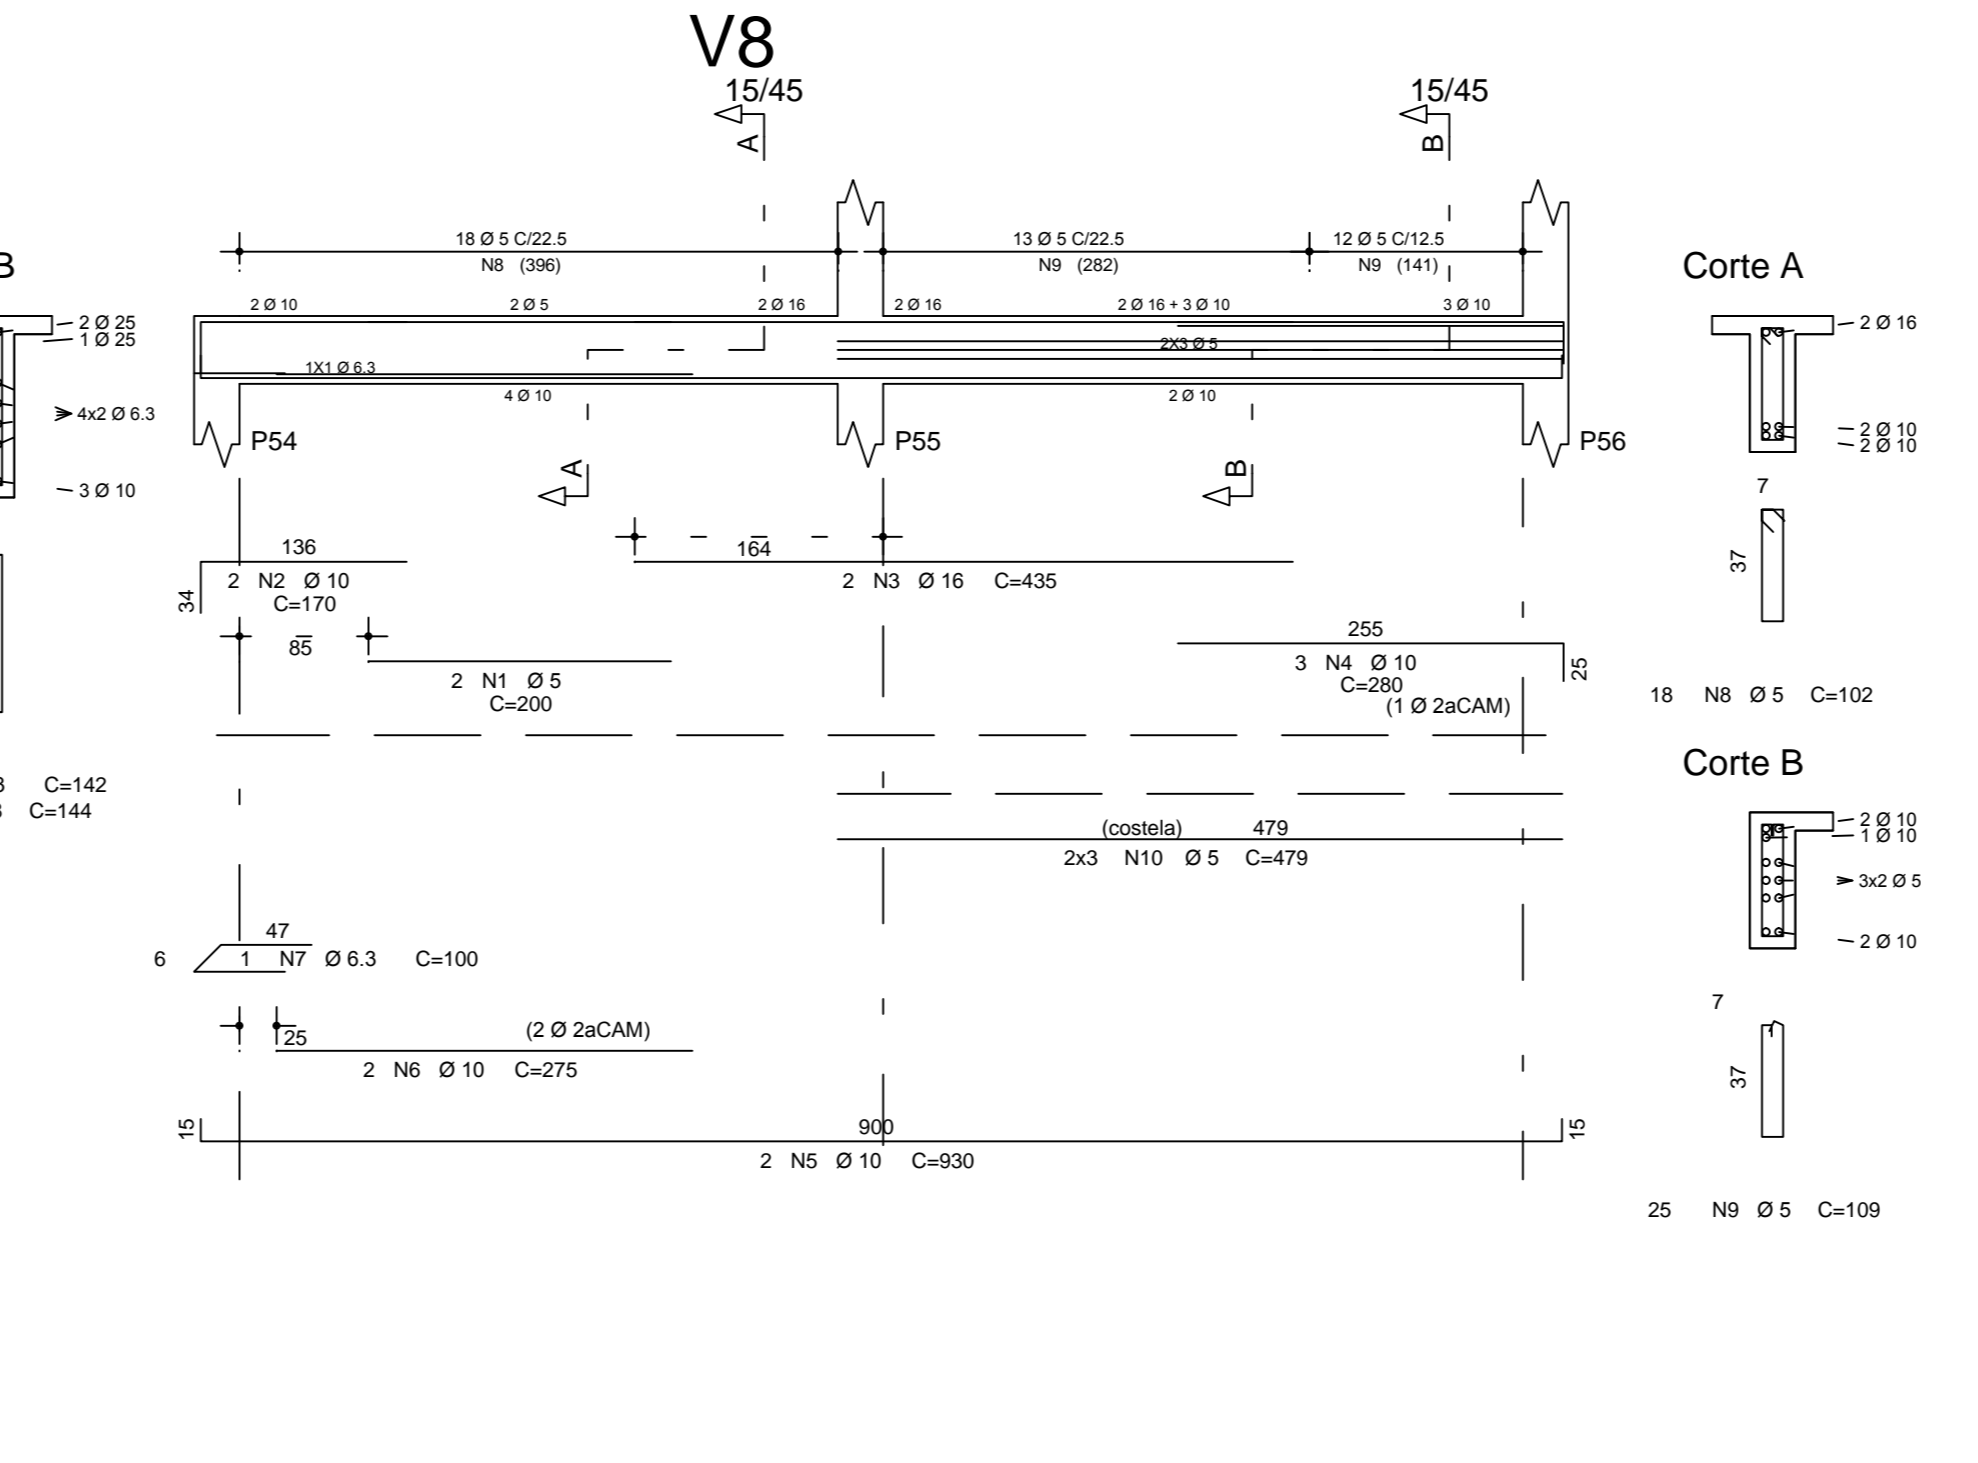 V8
15/45
15/45
A
B
18 Ø 5 C/22.5
13 Ø 5 C/22.5
12 Ø 5 C/12.5
N8 (396)
N9 (282)
N9 (141)
B
Corte A
2 Ø 10
2 Ø 5
2 Ø 16
2 Ø 16
2 Ø 16 + 3 Ø 10
3 Ø 10
2 Ø 25
1 Ø 25
2 Ø 16
2X3 Ø 5
1X1 Ø 6.3
4 Ø 10
2 Ø 10
4x2 Ø 6.3
P54
P55
P56
2 Ø 10
2 Ø 10
A
B
3 Ø 10
7
136
164
37
2 N2 Ø 10
C=170
34
2 N3 Ø 16 C=435
85
255
2 N1 Ø 5
C=200
3 N4 Ø 10
C=280
25
(1 Ø 2aCAM)
18 N8 Ø 5 C=102
Corte B
3 C=142
3 C=144
(costela) 479
2x3 N10 Ø 5 C=479
2 Ø 10
1 Ø 10
3x2 Ø 5
2 Ø 10
47
6
1 N7 Ø 6.3 C=100
7
25
(2 Ø 2aCAM)
2 N6 Ø 10 C=275
37
15
900
15
2 N5 Ø 10 C=930
25 N9 Ø 5 C=109